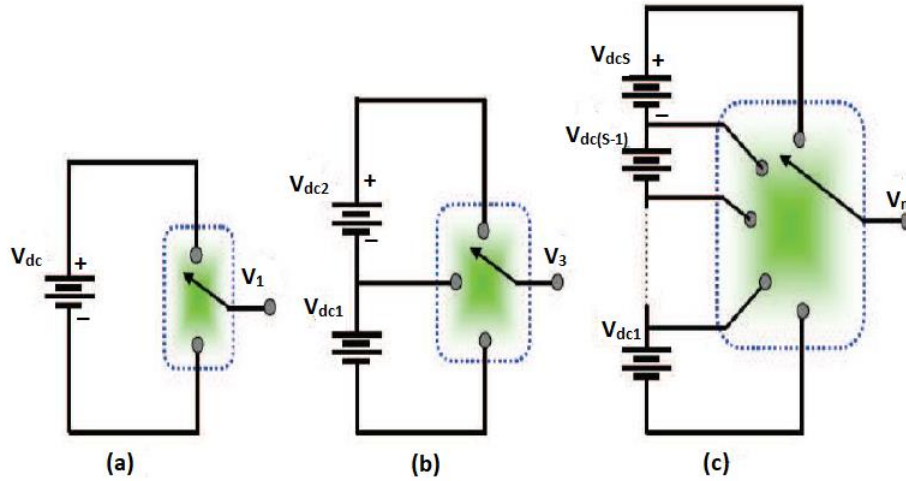 Vdc
+
−
V1
(a)
Vdc2
+
−
Vdc1
V3
(b)
VdcS
+
−
Vdc(S-1)
Vdc1
(c)